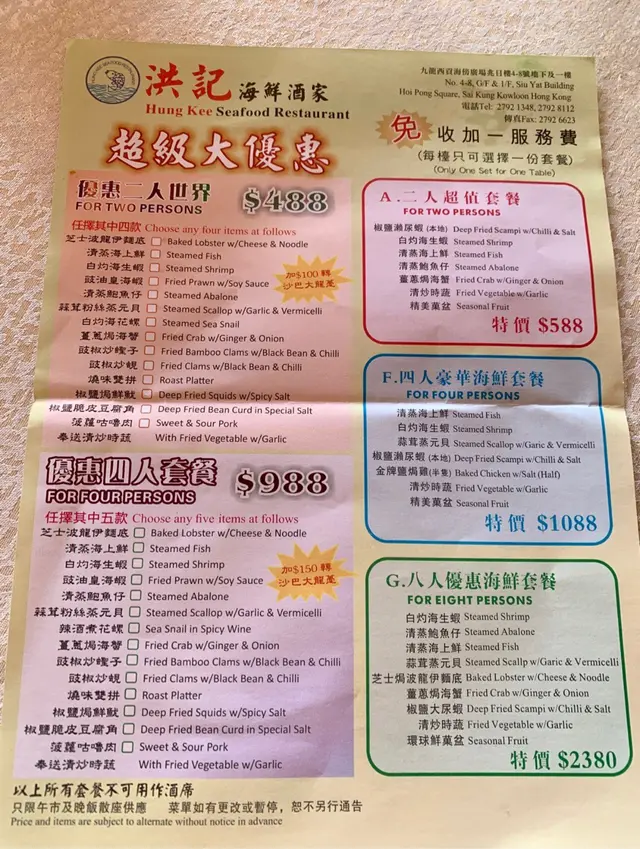 洪記 海鮮酒家
Hung Kee Seafood Restaurant
九龍西貢海傍廣場兆日樓4-8號地下及一樓
No. 4-8, G/F & 1/F, Siu Yat Building
Hoi Pong Square, Sai Kung Kowloon Hong Kong
電話Tel: 2792 1348, 2792 8112
傳真Fax: 2792 6623
超級大優惠
免 收加一服務費
(每檯只可選擇一份套餐)
(Only One Set for One Table)
優惠二人世界 $488
FOR TWO PERSONS
任擇其中四款 Choose any four items at follows
芝士波龍伊麵底 Baked Lobster w/Cheese & Noodle
清蒸海上鮮 Steamed Fish
白灼海生蝦 Steamed Shrimp
豉油皇海蝦 Fried Prawn w/Soy Sauce
清蒸鮑魚仔 Steamed Abalone
蒜茸粉絲蒸元貝 Steamed Scallop w/Garlic & Vermicelli
白灼海花螺 Steamed Sea Snail
薑蔥焗海蟹 Fried Crab w/Ginger & Onion
豉椒炒蟶子 Fried Bamboo Clams w/Black Bean & Chilli
豉椒炒蜆 Fried Clams w/Black Bean & Chilli
燒味雙拼 Roast Platter
椒鹽焗鮮魷 Deep Fried Squids w/Spicy Salt
椒鹽脆皮豆腐角 Deep Fried Bean Curd in Special Salt
菠蘿咕嚕肉 Sweet & Sour Pork
奉送清炒時蔬 With Fried Vegetable w/Garlic
加$100 轉
沙巴大龍躉
優惠四人套餐 $988
FOR FOUR PERSONS
任擇其中五款 Choose any five items at follows
芝士波龍伊麵底 Baked Lobster w/Cheese & Noodle
清蒸海上鮮 Steamed Fish
白灼海生蝦 Steamed Shrimp
豉油皇海蝦 Fried Prawn w/Soy Sauce
清蒸鮑魚仔 Steamed Abalone
蒜茸粉絲蒸元貝 Steamed Scallop w/Garlic & Vermicelli
辣酒煮花螺 Sea Snail in Spicy Wine
薑蔥焗海蟹 Fried Crab w/Ginger & Onion
豉椒炒蟶子 Fried Bamboo Clams w/Black Bean & Chilli
豉椒炒蜆 Fried Clams w/Black Bean & Chilli
燒味雙拼 Roast Platter
椒鹽焗鮮魷 Deep Fried Squids w/Spicy Salt
椒鹽脆皮豆腐角 Deep Fried Bean Curd in Special Salt
菠蘿咕嚕肉 Sweet & Sour Pork
奉送清炒時蔬 With Fried Vegetable w/Garlic
加$150 轉
沙巴大龍躉
A.二人超值套餐
FOR TWO PERSONS
椒鹽瀨尿蝦 (本地) Deep Fried Scampi w/Chilli & Salt
白灼海生蝦 Steamed Shrimp
清蒸海上鮮 Steamed Fish
清蒸鮑魚仔 Steamed Abalone
薑蔥焗海蟹 Fried Crab w/Ginger & Onion
清炒時蔬 Fried Vegetable w/Garlic
精美菓盆 Seasonal Fruit
特價 $588
F.四人豪華海鮮套餐
FOR FOUR PERSONS
清蒸海上鮮 Steamed Fish
白灼海生蝦 Steamed Shrimp
蒜茸蒸元貝 Steamed Scallop w/Garic & Vermicelli
椒鹽瀨尿蝦 (本地) Deep Fried Scampi w/Chilli & Salt
金牌鹽焗雞 (半隻) Baked Chicken w/Salt (Half)
清炒時蔬 Fried Vegetable w/Garlic
精美菓盆 Seasonal Fruit
特價 $1088
G.八人優惠海鮮套餐
FOR EIGHT PERSONS
白灼海生蝦 Steamed Shrimp
清蒸鮑魚仔 Steamed Abalone
清蒸海上鮮 Steamed Fish
蒜茸蒸元貝 Steamed Scallp w/Garic & Vermicelli
芝士焗波龍伊麵底 Baked Lobster w/Cheese & Noodle
薑蔥焗海蟹 Fried Crab w/Ginger & Onion
椒鹽大尿蝦 Deep Fried Scampi w/Chilli & Salt
清炒時蔬 Fried Vegetable w/Garlic
環球鮮菓盆 Seasonal Fruit
特價 $2380
以上所有套餐不可用作酒席
只限午市及晚飯散座供應 菜單如有更改或暫停，恕不另行通告
Price and items are subject to alternate without notice in advance